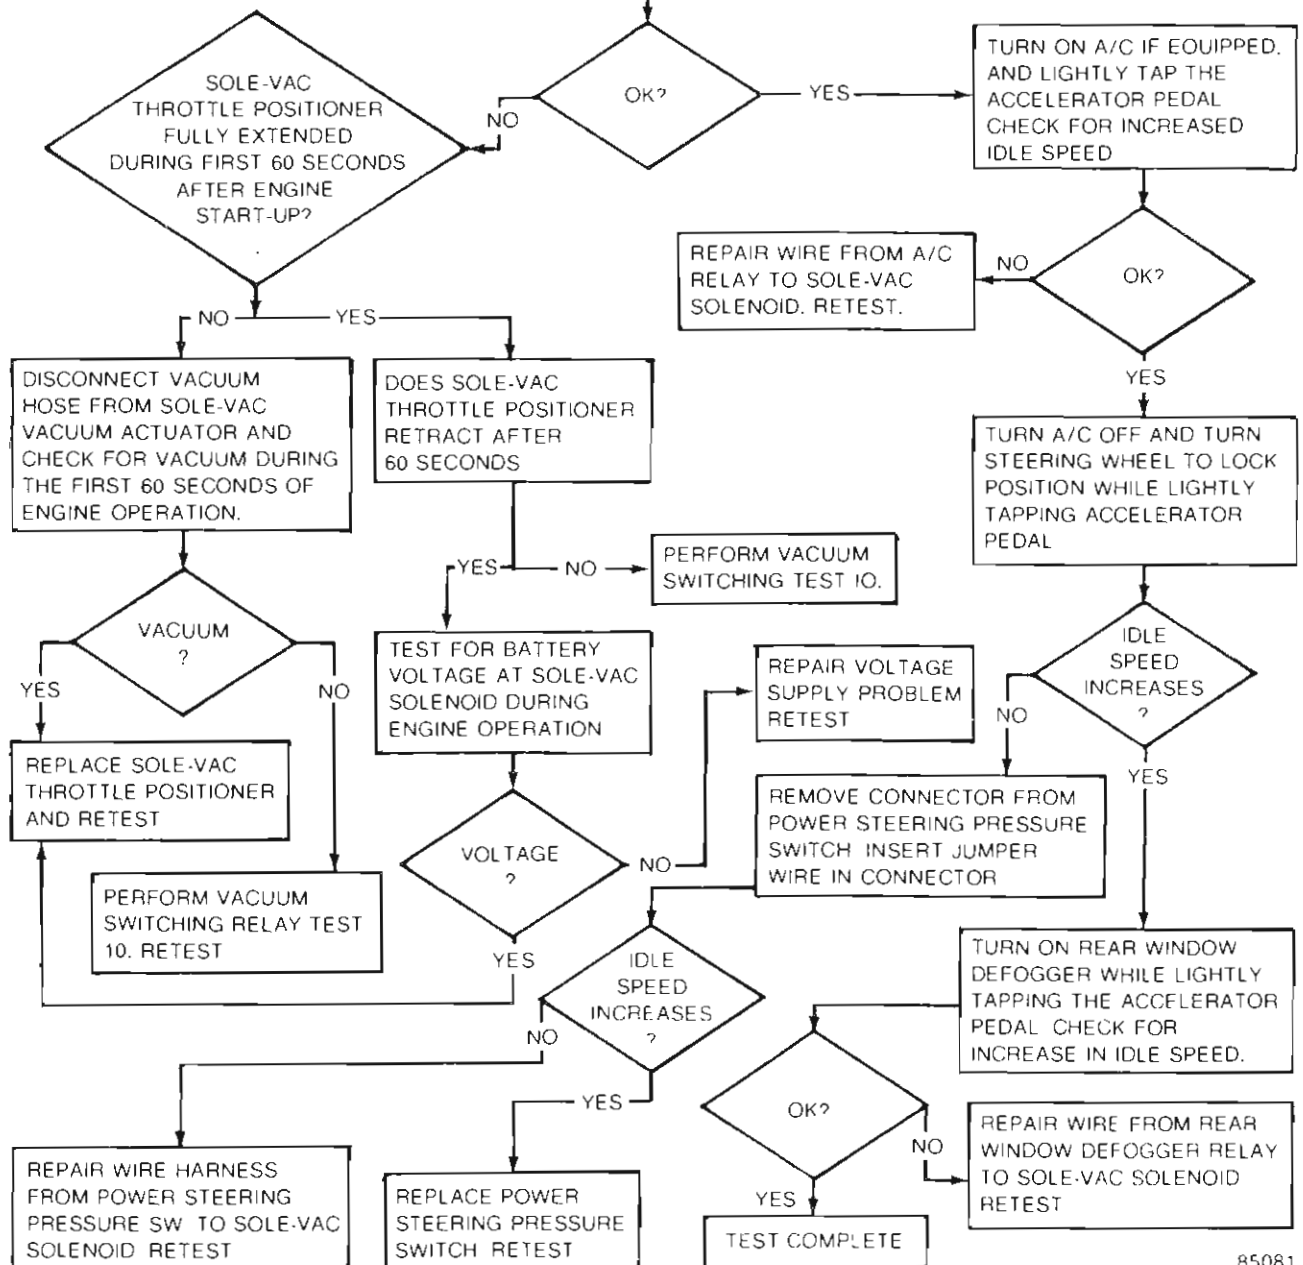 SOLE-VAC
THROTTLE POSITIONER
FULLY EXTENDED
DURING FIRST 60 SECONDS
AFTER ENGINE
START-UP?
OK?
NO
YES
TURN ON A/C IF EQUIPPED.
AND LIGHTLY TAP THE
ACCELERATOR PEDAL
CHECK FOR INCREASED
IDLE SPEED
REPAIR WIRE FROM A/C
RELAY TO SOLE-VAC
SOLENOID. RETEST.
NO
OK?
YES
NO
YES
DISCONNECT VACUUM
HOSE FROM SOLE-VAC
VACUUM ACTUATOR AND
CHECK FOR VACUUM DURING
THE FIRST 60 SECONDS OF
ENGINE OPERATION.
DOES SOLE-VAC
THROTTLE POSITIONER
RETRACT AFTER
60 SECONDS
TURN A/C OFF AND TURN
STEERING WHEEL TO LOCK
POSITION WHILE LIGHTLY
TAPPING ACCELERATOR
PEDAL
YES
NO
PERFORM VACUUM
SWITCHING TEST 10.
VACUUM
?
YES
NO
TEST FOR BATTERY
VOLTAGE AT SOLE-VAC
SOLENOID DURING
ENGINE OPERATION
REPAIR VOLTAGE
SUPPLY PROBLEM
RETEST
IDLE
SPEED
INCREASES
?
NO
YES
REPLACE SOLE-VAC
THROTTLE POSITIONER
AND RETEST
VOLTAGE
?
NO
YES
REMOVE CONNECTOR FROM
POWER STEERING PRESSURE
SWITCH INSERT JUMPER
WIRE IN CONNECTOR
PERFORM VACUUM
SWITCHING RELAY TEST
10. RETEST
IDLE
SPEED
INCREASES
?
NO
YES
TURN ON REAR WINDOW
DEFOGGER WHILE LIGHTLY
TAPPING THE ACCELERATOR
PEDAL CHECK FOR
INCREASE IN IDLE SPEED.
OK?
NO
YES
REPAIR WIRE FROM REAR
WINDOW DEFOGGER RELAY
TO SOLE-VAC SOLENOID
RETEST
REPAIR WIRE HARNESS
FROM POWER STEERING
PRESSURE SW TO SOLE-VAC
SOLENOID RETEST
REPLACE POWER
STEERING PRESSURE
SWITCH RETEST
TEST COMPLETE
85081